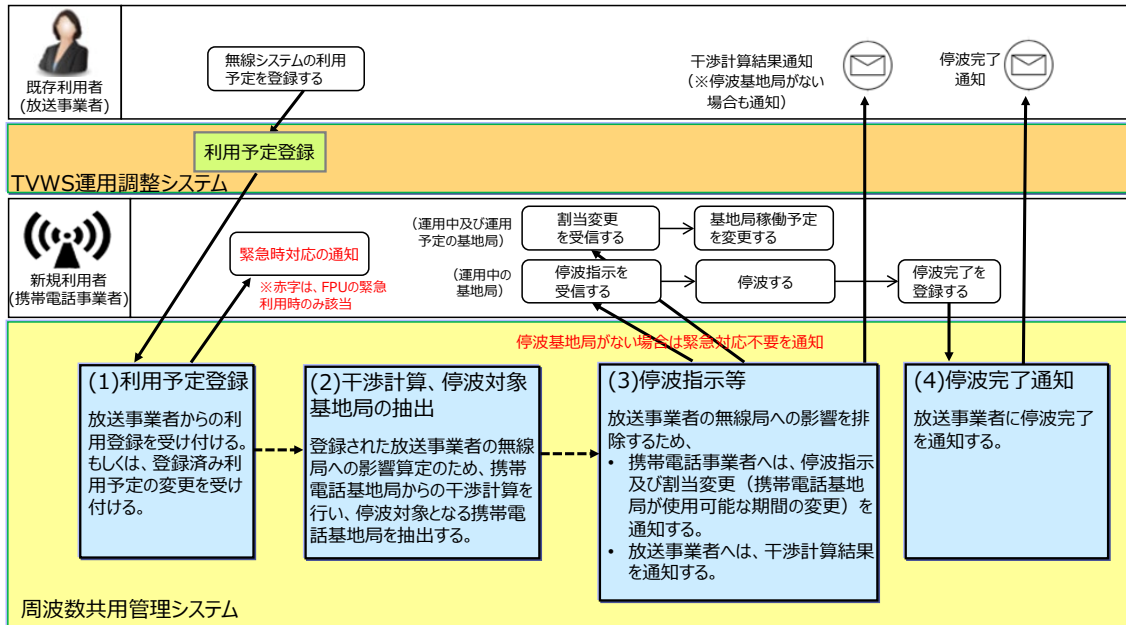 既存利用者
(放送事業者)
無線システムの利用
予定を登録する
干渉計算結果通知
(※停波基地局がない
場合も通知)
停波完了
通知
利用予定登録
TVWS運用調整システム
新規利用者
(携帯電話事業者)
緊急時対応の通知
※赤字は、FPUの緊急
利用時のみ該当
(運用中及び運用
予定の基地局)
割当変更
を受信する
基地局稼働予定
を変更する
(運用中の
基地局)
停波指示を
受信する
停波する
停波完了を
登録する
停波基地局がない場合は緊急対応不要を通知
(1)利用予定登録
放送事業者からの利
用登録を受け付ける。
もしくは、登録済み利
用予定の変更を受け
付ける。
(2)干渉計算、停波対象
基地局の抽出
登録された放送事業者の無線
局への影響算定のため、携帯
電話基地局からの干渉計算を
行い、停波対象となる携帯電
話基地局を抽出する。
(3)停波指示等
放送事業者の無線局への影響を排
除するため、
• 携帯電話事業者へは、停波指示
及び割当変更（携帯電話基地
局が使用可能な期間の変更）を
通知する。
• 放送事業者へは、干渉計算結果
を通知する。
(4)停波完了通知
放送事業者に停波完了
を通知する。
周波数共用管理システム